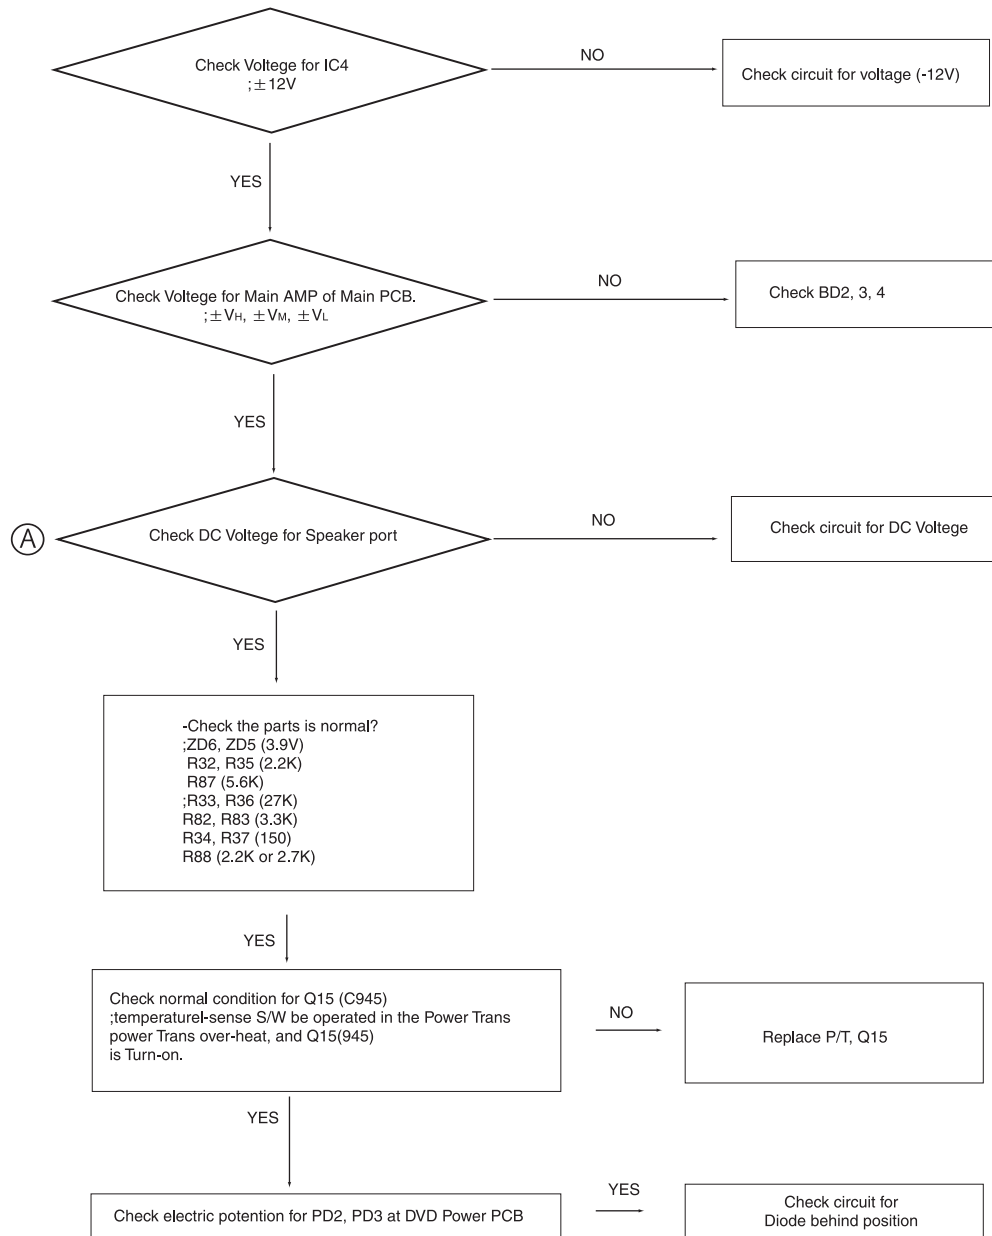 Check Voltege for IC4
;±12V
NO
Check circuit for voltage (-12V)
YES
Check Voltege for Main AMP of Main PCB.
;±VH, ±VM, ±VL
NO
Check BD2, 3, 4
YES
A
Check DC Voltege for Speaker port
NO
Check circuit for DC Voltege
YES
-Check the parts is normal?
;ZD6, ZD5 (3.9V)
R32, R35 (2.2K)
R87 (5.6K)
;R33, R36 (27K)
R82, R83 (3.3K)
R34, R37 (150)
R88 (2.2K or 2.7K)
YES
Check normal condition for Q15 (C945)
;temperaturel-sense S/W be operated in the Power Trans
power Trans over-heat, and Q15(945)
is Turn-on.
NO
Replace P/T, Q15
YES
Check electric potention for PD2, PD3 at DVD Power PCB
YES
Check circuit for
Diode behind position